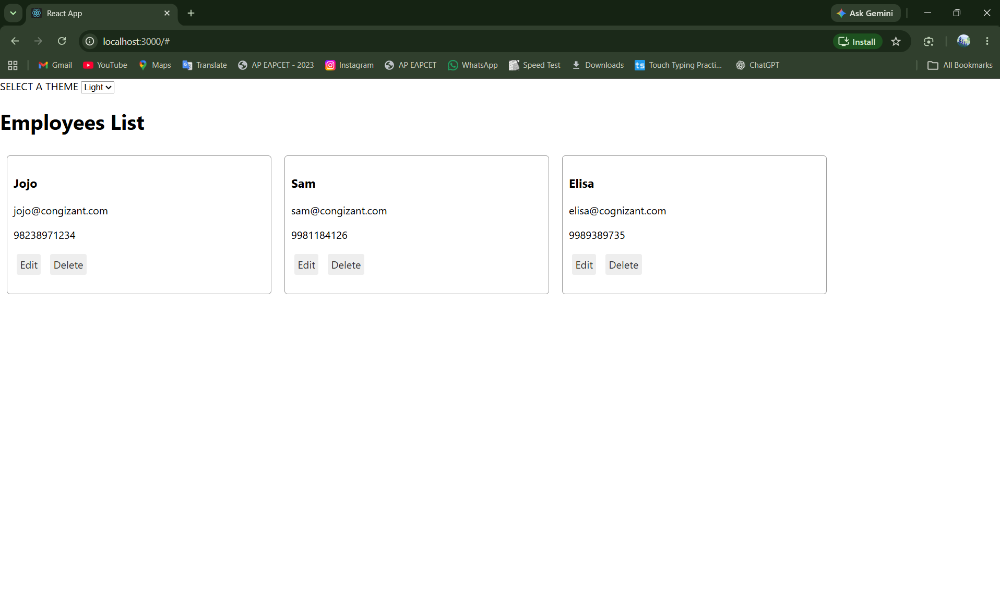 React App
Ask Gemini
localhost:3000/#
Install
Gmail YouTube Maps Translate AP EAPCET - 2023 Instagram AP EAPCET WhatsApp Speed Test Downloads ts Touch Typing Practi... ChatGPT All Bookmarks
SELECT A THEME Light
Employees List
Jojo
jojo@congizant.com
98238971234
Edit Delete
Sam
sam@congizant.com
9981184126
Edit Delete
Elisa
elisa@cognizant.com
9989389735
Edit Delete